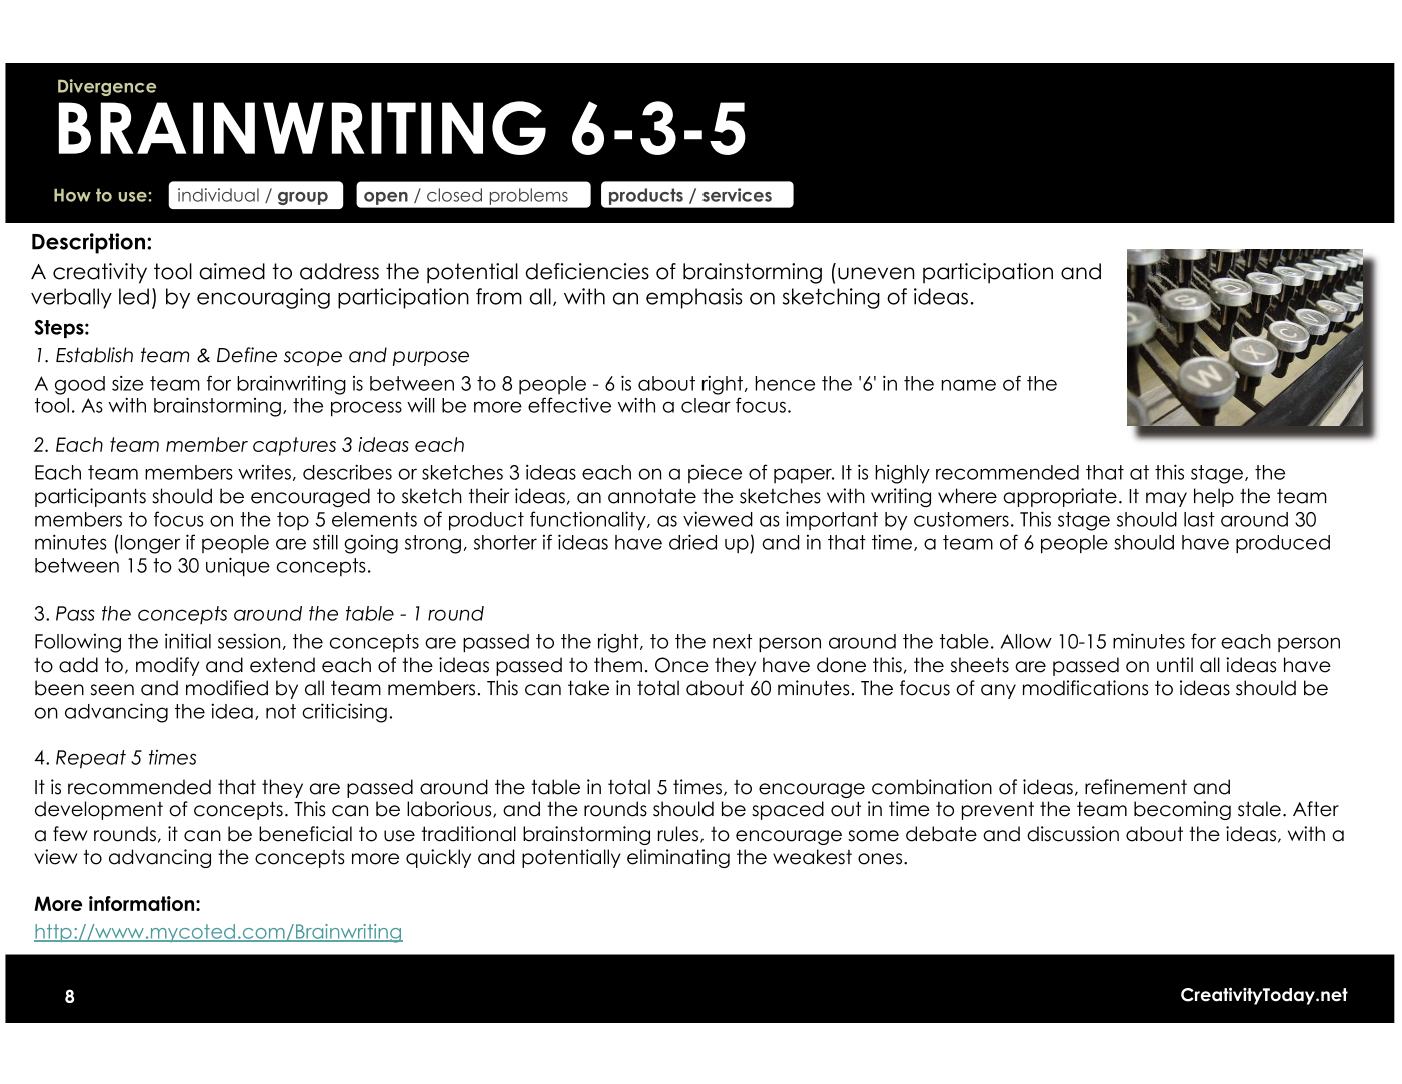 Divergence
BRAINWRITING 6-3-5
How to use: individual / group open / closed problems products / services
Description:
A creativity tool aimed to address the potential deficiencies of brainstorming (uneven participation and
verbally led) by encouraging participation from all, with an emphasis on sketching of ideas.
Steps:
1. Establish team & Define scope and purpose
A good size team for brainwriting is between 3 to 8 people - 6 is about right, hence the '6' in the name of the
tool. As with brainstorming, the process will be more effective with a clear focus.
2. Each team member captures 3 ideas each
Each team members writes, describes or sketches 3 ideas each on a piece of paper. It is highly recommended that at this stage, the
participants should be encouraged to sketch their ideas, an annotate the sketches with writing where appropriate. It may help the team
members to focus on the top 5 elements of product functionality, as viewed as important by customers. This stage should last around 30
minutes (longer if people are still going strong, shorter if ideas have dried up) and in that time, a team of 6 people should have produced
between 15 to 30 unique concepts.
3. Pass the concepts around the table - 1 round
Following the initial session, the concepts are passed to the right, to the next person around the table. Allow 10-15 minutes for each person
to add to, modify and extend each of the ideas passed to them. Once they have done this, the sheets are passed on until all ideas have
been seen and modified by all team members. This can take in total about 60 minutes. The focus of any modifications to ideas should be
on advancing the idea, not criticising.
4. Repeat 5 times
It is recommended that they are passed around the table in total 5 times, to encourage combination of ideas, refinement and
development of concepts. This can be laborious, and the rounds should be spaced out in time to prevent the team becoming stale. After
a few rounds, it can be beneficial to use traditional brainstorming rules, to encourage some debate and discussion about the ideas, with a
view to advancing the concepts more quickly and potentially eliminating the weakest ones.
More information:
http://www.mycoted.com/Brainwriting
8
CreativityToday.net
S
W X C V B